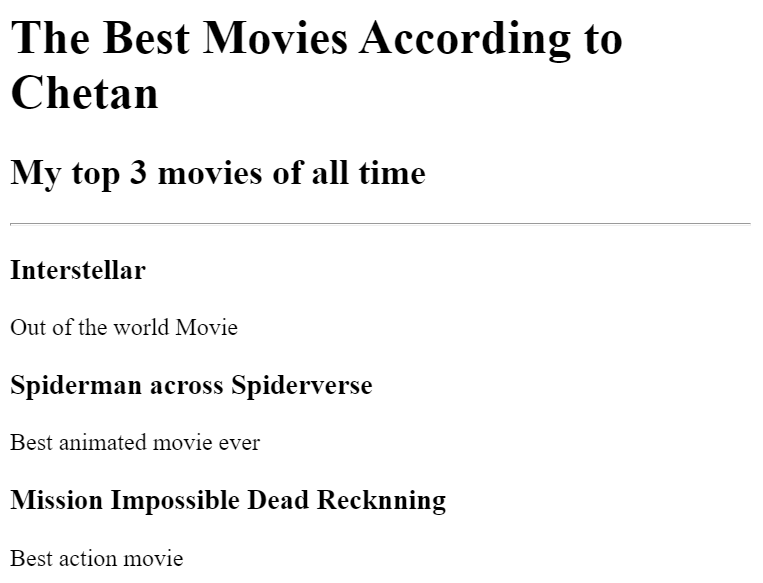 The Best Movies According to
Chetan
My top 3 movies of all time
Interstellar
Out of the world Movie
Spiderman across Spiderverse
Best animated movie ever
Mission Impossible Dead Recknning
Best action movie